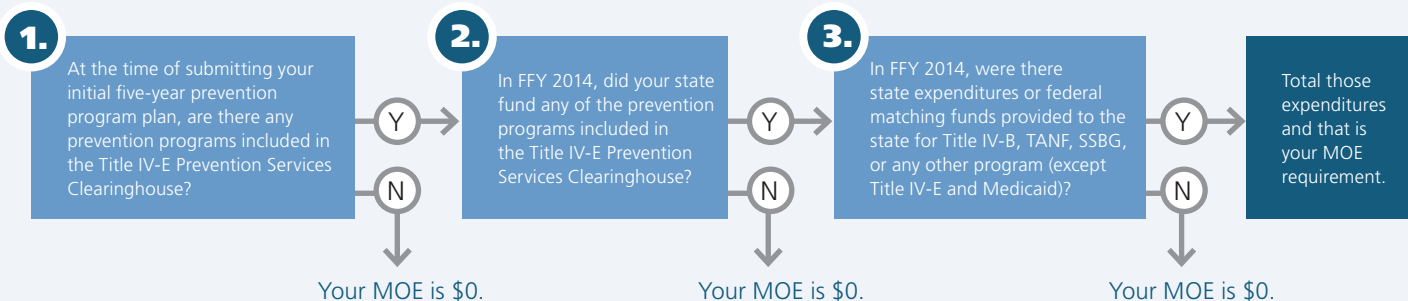 1.
At the time of submitting your
initial five-year prevention
program plan, are there any
prevention programs included in
the Title IV-E Prevention Services
Clearinghouse?
Y
N
Your MOE is $0.
2.
In FFY 2014, did your state
fund any of the prevention
programs included in
the Title IV-E Prevention
Services Clearinghouse?
Y
N
Your MOE is $0.
3.
In FFY 2014, were there
state expenditures or federal
matching funds provided to the
state for Title IV-B, TANF, SSBG,
or any other program (except
Title IV-E and Medicaid)?
Y
N
Your MOE is $0.
Total those
expenditures
and that is
your MOE
requirement.